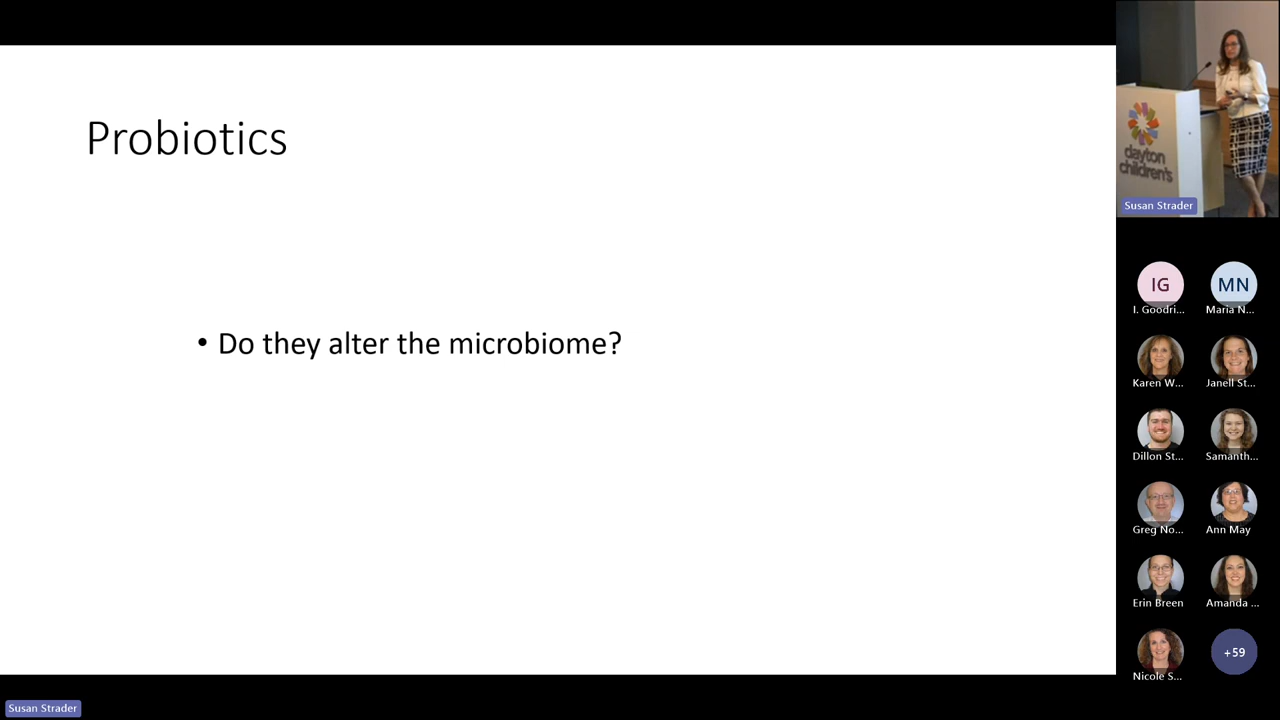 Probiotics
• Do they alter the microbiome?
dayton
children's
Susan Strader
IG
I. Goodri...
MN
Maria N...
Karen W...
Janell St...
Dillon St...
Samanth...
Greg No...
Ann May
Erin Breen
Amanda ...
Nicole S...
+59
Susan Strader